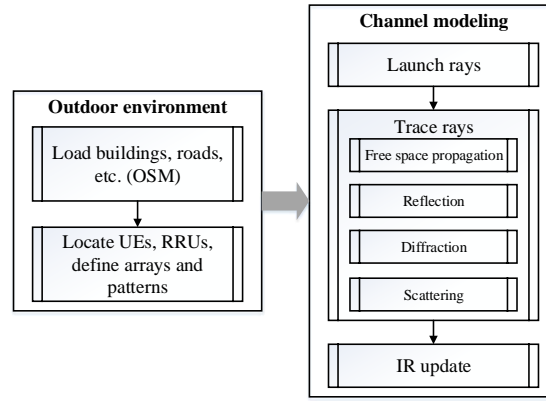 Outdoor environment
Load buildings, roads,
etc. (OSM)
Locate UEs, RRUs,
define arrays and
patterns
Channel modeling
Launch rays
Trace rays
Free space propagation
Reflection
Diffraction
Scattering
IR update